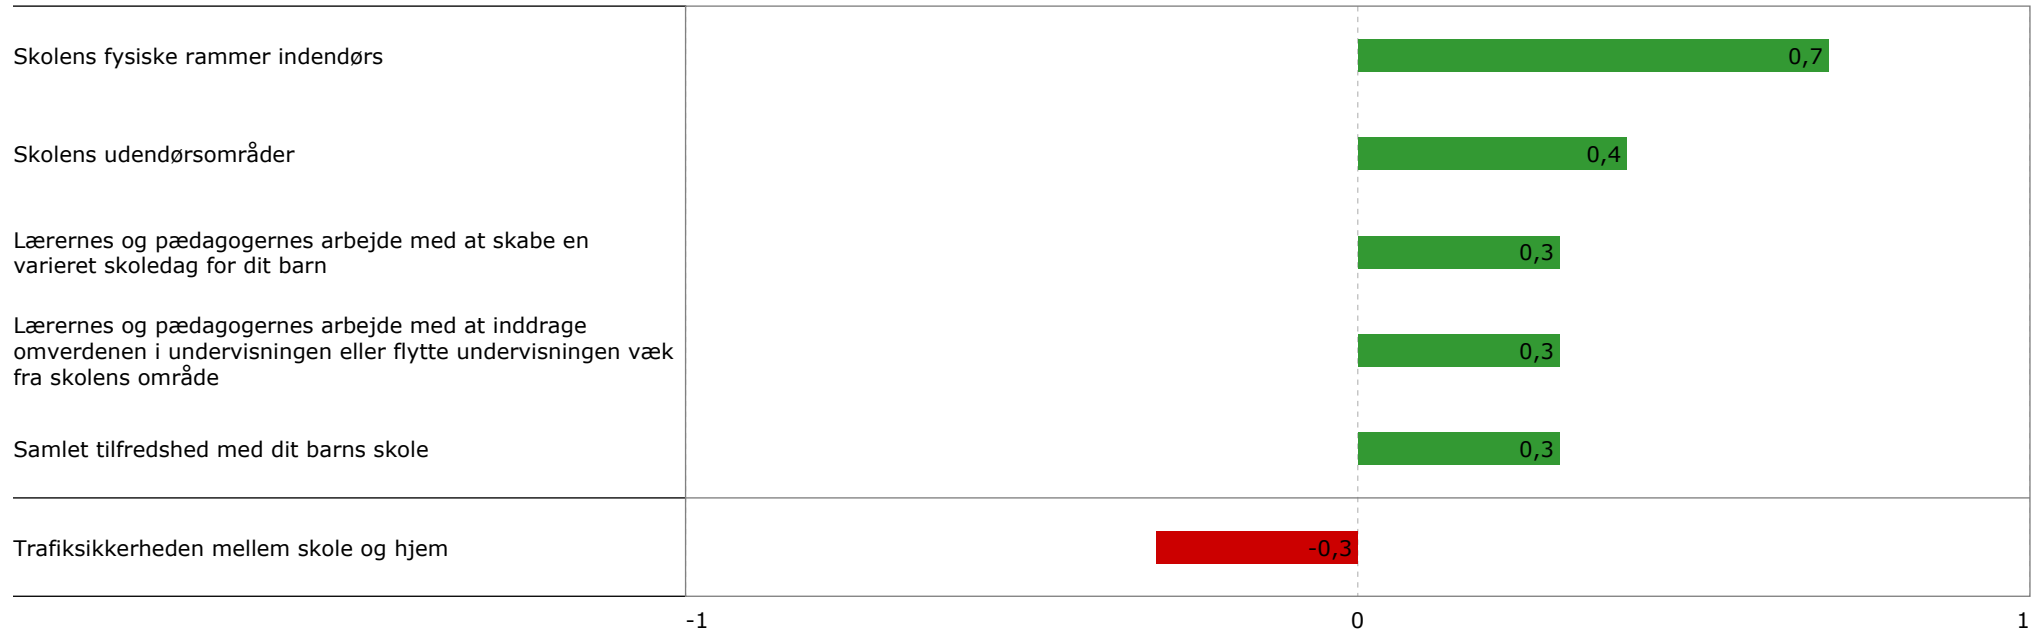 Skolens fysiske rammer indendørs
0,7
Skolens udendørsområder
0,4
Lærernes og pædagogernes arbejde med at skabe en
varieret skoledag for dit barn
0,3
Lærernes og pædagogernes arbejde med at inddrage
omverdenen i undervisningen eller flytte undervisningen væk
fra skolens område
0,3
Samlet tilfredshed med dit barns skole
0,3
Trafiksikkerheden mellem skole og hjem
-0,3
-1 0 1